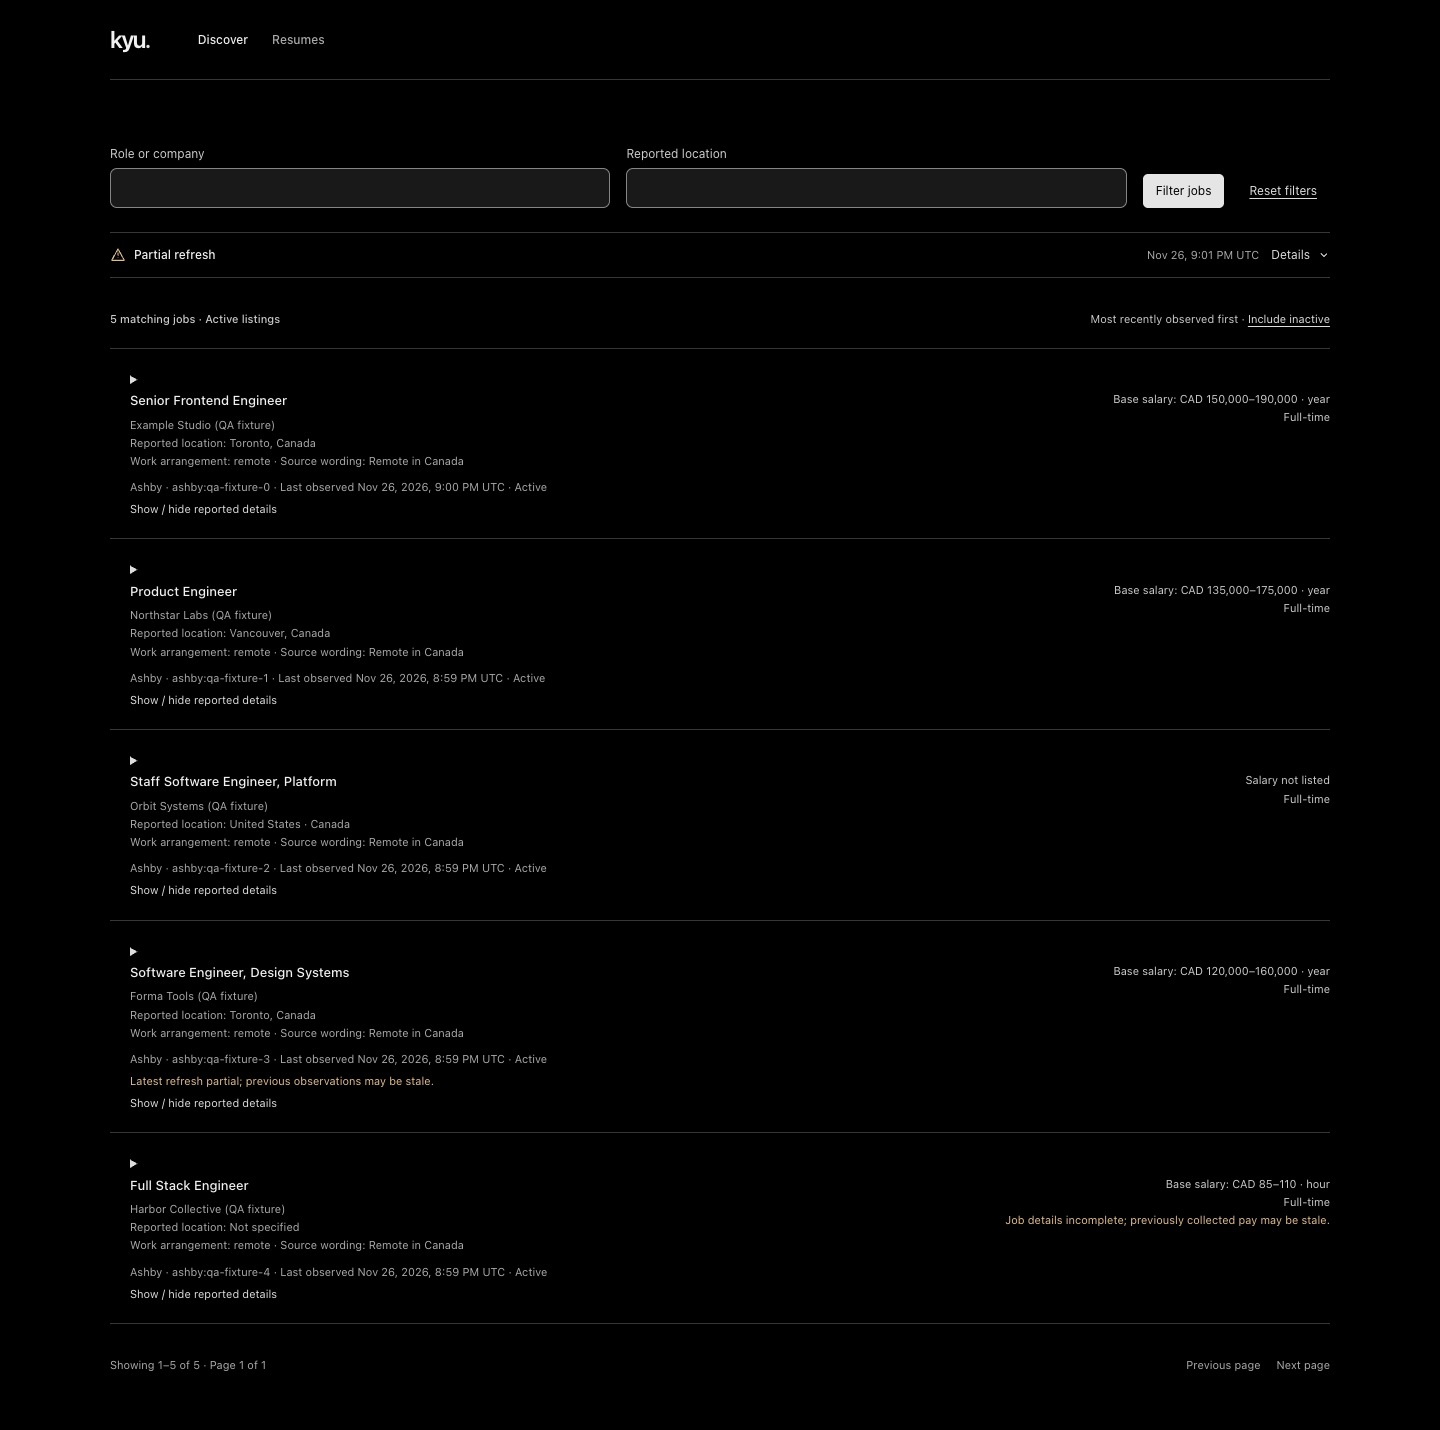 kyu.
Discover
Resumes
Role or company
Reported location
Filter jobs
Reset filters
Partial refresh
Nov 26, 9:01 PM UTC
Details
5 matching jobs · Active listings
Most recently observed first · Include inactive
Senior Frontend Engineer
Base salary: CAD 150,000–190,000 · year
Full-time
Example Studio (QA fixture)
Reported location: Toronto, Canada
Work arrangement: remote · Source wording: Remote in Canada
Ashby · ashby:qa-fixture-0 · Last observed Nov 26, 2026, 9:00 PM UTC · Active
Show / hide reported details
Product Engineer
Base salary: CAD 135,000–175,000 · year
Full-time
Northstar Labs (QA fixture)
Reported location: Vancouver, Canada
Work arrangement: remote · Source wording: Remote in Canada
Ashby · ashby:qa-fixture-1 · Last observed Nov 26, 2026, 8:59 PM UTC · Active
Show / hide reported details
Staff Software Engineer, Platform
Salary not listed
Full-time
Orbit Systems (QA fixture)
Reported location: United States · Canada
Work arrangement: remote · Source wording: Remote in Canada
Ashby · ashby:qa-fixture-2 · Last observed Nov 26, 2026, 8:59 PM UTC · Active
Show / hide reported details
Software Engineer, Design Systems
Base salary: CAD 120,000–160,000 · year
Full-time
Forma Tools (QA fixture)
Reported location: Toronto, Canada
Work arrangement: remote · Source wording: Remote in Canada
Ashby · ashby:qa-fixture-3 · Last observed Nov 26, 2026, 8:59 PM UTC · Active
Latest refresh partial; previous observations may be stale.
Show / hide reported details
Full Stack Engineer
Base salary: CAD 85–110 · hour
Full-time
Job details incomplete; previously collected pay may be stale.
Harbor Collective (QA fixture)
Reported location: Not specified
Work arrangement: remote · Source wording: Remote in Canada
Ashby · ashby:qa-fixture-4 · Last observed Nov 26, 2026, 8:59 PM UTC · Active
Show / hide reported details
Showing 1–5 of 5 · Page 1 of 1
Previous page
Next page